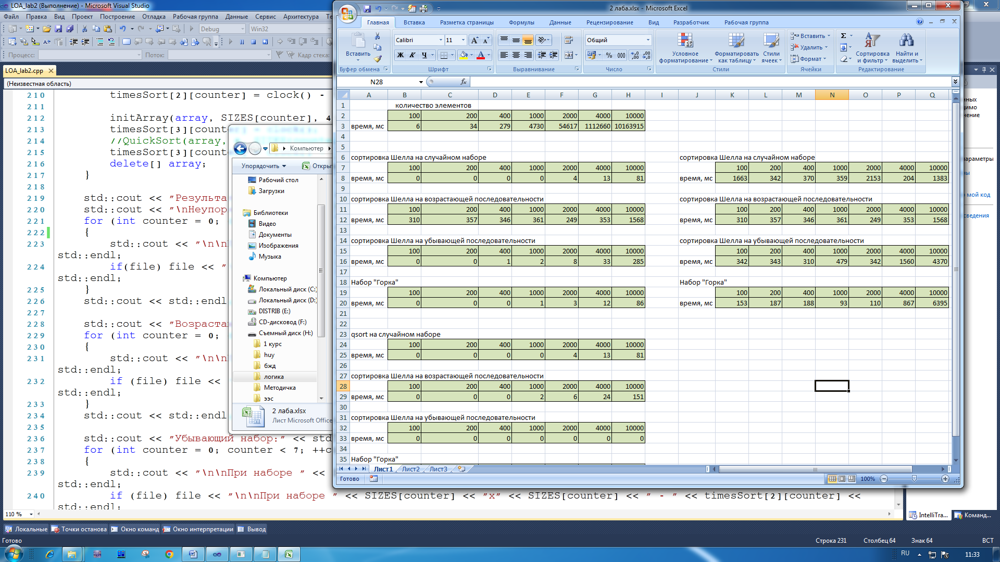 LOA_lab2 (Выполнение) - Microsoft Visual Studio
Файл Правка Вид Проект Построение Отладка Рабочая группа Данные Сервис Архитектура
Debug Win32
Процесс: Поток: Кадр стека:
LOA_lab2.cpp
(Неизвестная область)
210 timesSort[2][counter] = clock() -
211
212 initArray(array, SIZES[counter], 4
213 timesSort[3][counter] = clock();
214 //QuickSort(array,
215 timesSort[3][counte
216 delete[] array;
217 }
218
219 std::cout << "Результа
220 std::cout << "\nНеупор
221 for (int counter = 0;
222 {
223 std::cout << "\n\n
std::endl;
224 if(file) file << "
std::endl;
225 }
226 std::cout << std::endl
227
228 std::cout << "Возраста
229 for (int counter = 0;
230 {
231 std::cout << "\n\n
std::endl;
232 if (file) file <<
std::endl;
233 }
234 std::cout << std::endl
235
236 std::cout << "Убывающий набор:" << std
237 for (int counter = 0; counter < 7; ++c
238 {
239 std::cout << "\n\nПри наборе " <<
std::endl;
240 if (file) file << "\n\nПри наборе " << SIZES[counter] << "x" << SIZES[counter] << " - " << timesSort[2][counter] <<
std::endl;
110 %
Локальные Точки останова Окно команд Окно интерпретации Вывод
Готово Строка 231 Столбец 64 Знак 64 ВСТ
Компьютер
Упорядочить Откры
Рабочий стол
Загрузки
Библиотеки
Видео
Документы
Изображения
Музыка
Компьютер
Локальный диск (C:)
Локальный диск (D:)
DISTRIB (E:)
CD-дисковод (F:)
Съемный диск (H:)
1 курс
huy
бжд
логика
Методичка
ээс
2 лаба.xlsx
Лист Microsoft Office
2 лаба.xlsx - Microsoft Excel
Главная Вставка Разметка страницы Формулы Данные Рецензирование Вид Разработчик Рабочая группа
Вставить
Буфер обмена
Calibri 11
Ж К Ч
Шрифт
Выравнивание
Общий
% 000
Число
Условное форматирование
Форматировать как таблицу
Стили ячеек
Стили
Вставить
Удалить
Формат
Ячейки
Сортировка и фильтр
Найти и выделить
Редактирование
N28 fx
A B C D E F G H I J K L M N O P Q
1 количество элементов
2 100 200 400 1000 2000 4000 10000
3 время, мс 6 34 279 4730 54617 1112660 10163915
4
5
6 сортировка Шелла на случайном наборе сортировка Шелла на случайном наборе
7 100 200 400 1000 2000 4000 10000 100 200 400 1000 2000 4000 10000
8 время, мс 0 0 0 0 4 13 81 время, мс 1663 342 370 359 2153 204 1383
9
10 сортировка Шелла на возрастающей последовательности сортировка Шелла на возрастающей последовательности
11 100 200 400 1000 2000 4000 10000 100 200 400 1000 2000 4000 10000
12 время, мс 310 357 346 361 249 353 1568 время, мс 310 357 346 361 249 353 1568
13
14 сортировка Шелла на убывающей последовательности сортировка Шелла на убывающей последовательности
15 100 200 400 1000 2000 4000 10000 100 200 400 1000 2000 4000 10000
16 время, мс 0 0 1 2 8 33 285 время, мс 342 343 310 479 342 1560 4370
17
18 Набор "Горка" Набор "Горка"
19 100 200 400 1000 2000 4000 10000 100 200 400 1000 2000 4000 10000
20 время, мс 0 0 0 1 3 12 86 время, мс 153 187 188 93 110 867 6395
21
22
23 qsort на случайном наборе
24 100 200 400 1000 2000 4000 10000
25 время, мс 0 0 0 0 4 13 81
26
27 сортировка Шелла на возрастающей последовательности
28 100 200 400 1000 2000 4000 10000
29 время, мс 0 0 0 2 6 24 151
30
31 сортировка Шелла на убывающей последовательности
32 100 200 400 1000 2000 4000 10000
33 время, мс 0 0 0 0 0 0 0
34
35 Набор "Горка"
Лист1 Лист2 Лист3
Готово 100%
нных
димо
нение
араметры
ры
мой код
сведения
IntelliTra... Команд...
RU 11:33